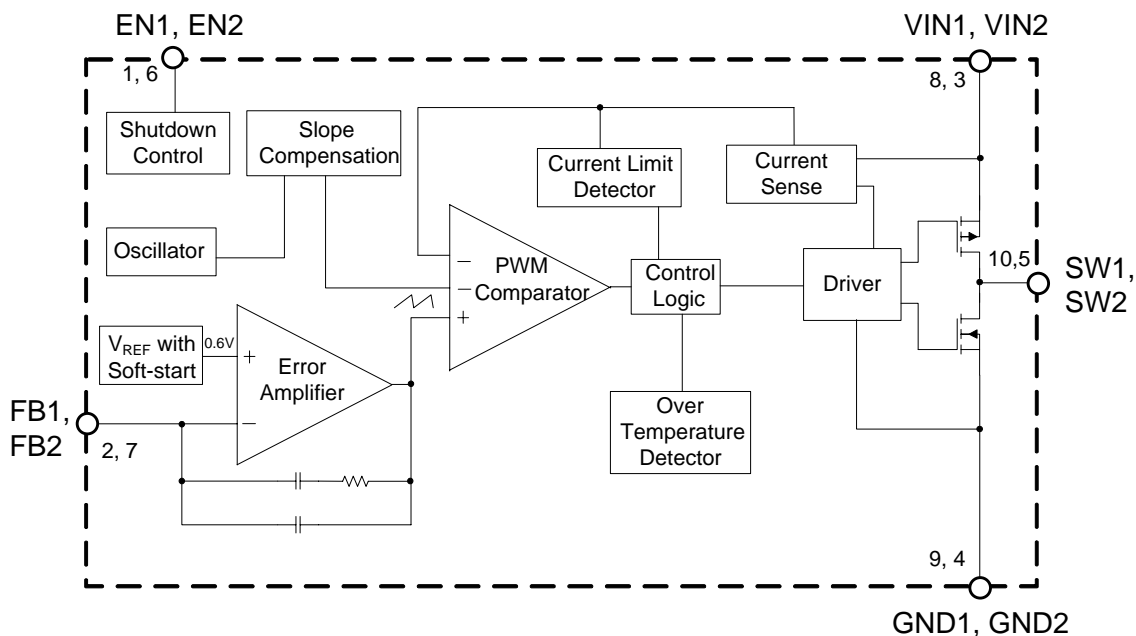 EN1, EN2
VIN1, VIN2
1, 6
8, 3
Shutdown
Control
Slope
Compensation
Current Limit
Detector
Current
Sense
Oscillator
−
−
+
PWM
Comparator
Control
Logic
Driver
10,5
SW1,
SW2
VREF with
Soft-start
0.6V
+
−
Error
Amplifier
FB1,
FB2
2, 7
Over
Temperature
Detector
9, 4
GND1, GND2